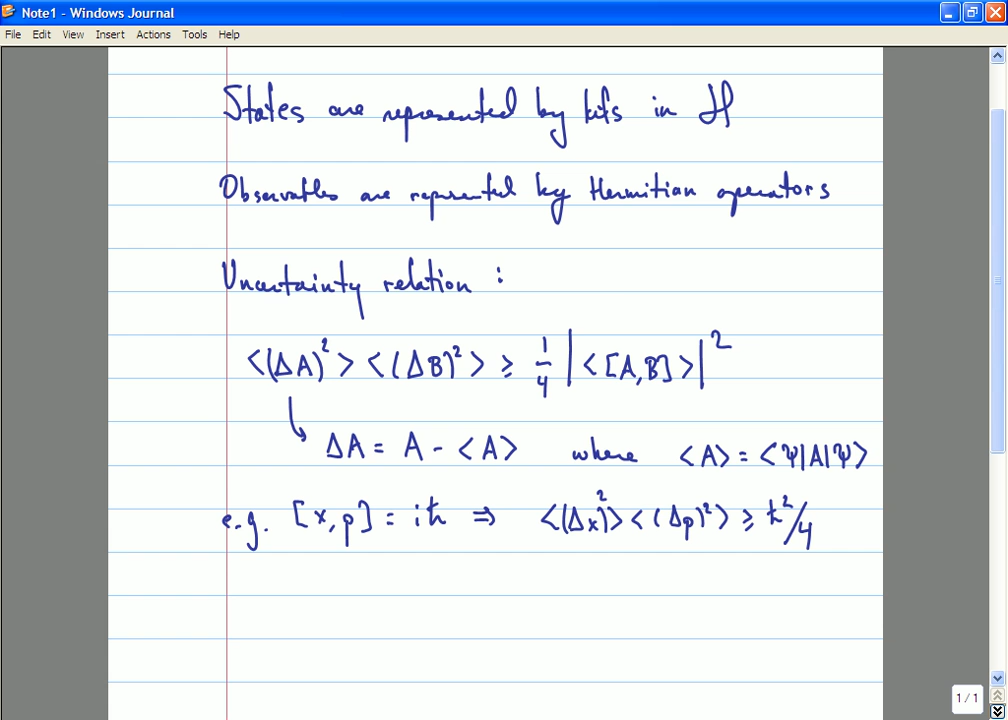 Note1 - Windows Journal
File Edit View Insert Actions Tools Help
States are represented by kets in H
Observables are represented by Hermitian operators
Uncertainty relation :
<(ΔA)²> <(ΔB)²> ≥ 1/4 |<[A,B]>|²
ΔA = A - <A> where <A> = <Ψ|A|Ψ>
e.g. [x,p] = iħ ⇒ <(Δx)²> <(Δp)²> ≥ ħ²/4
1 / 1